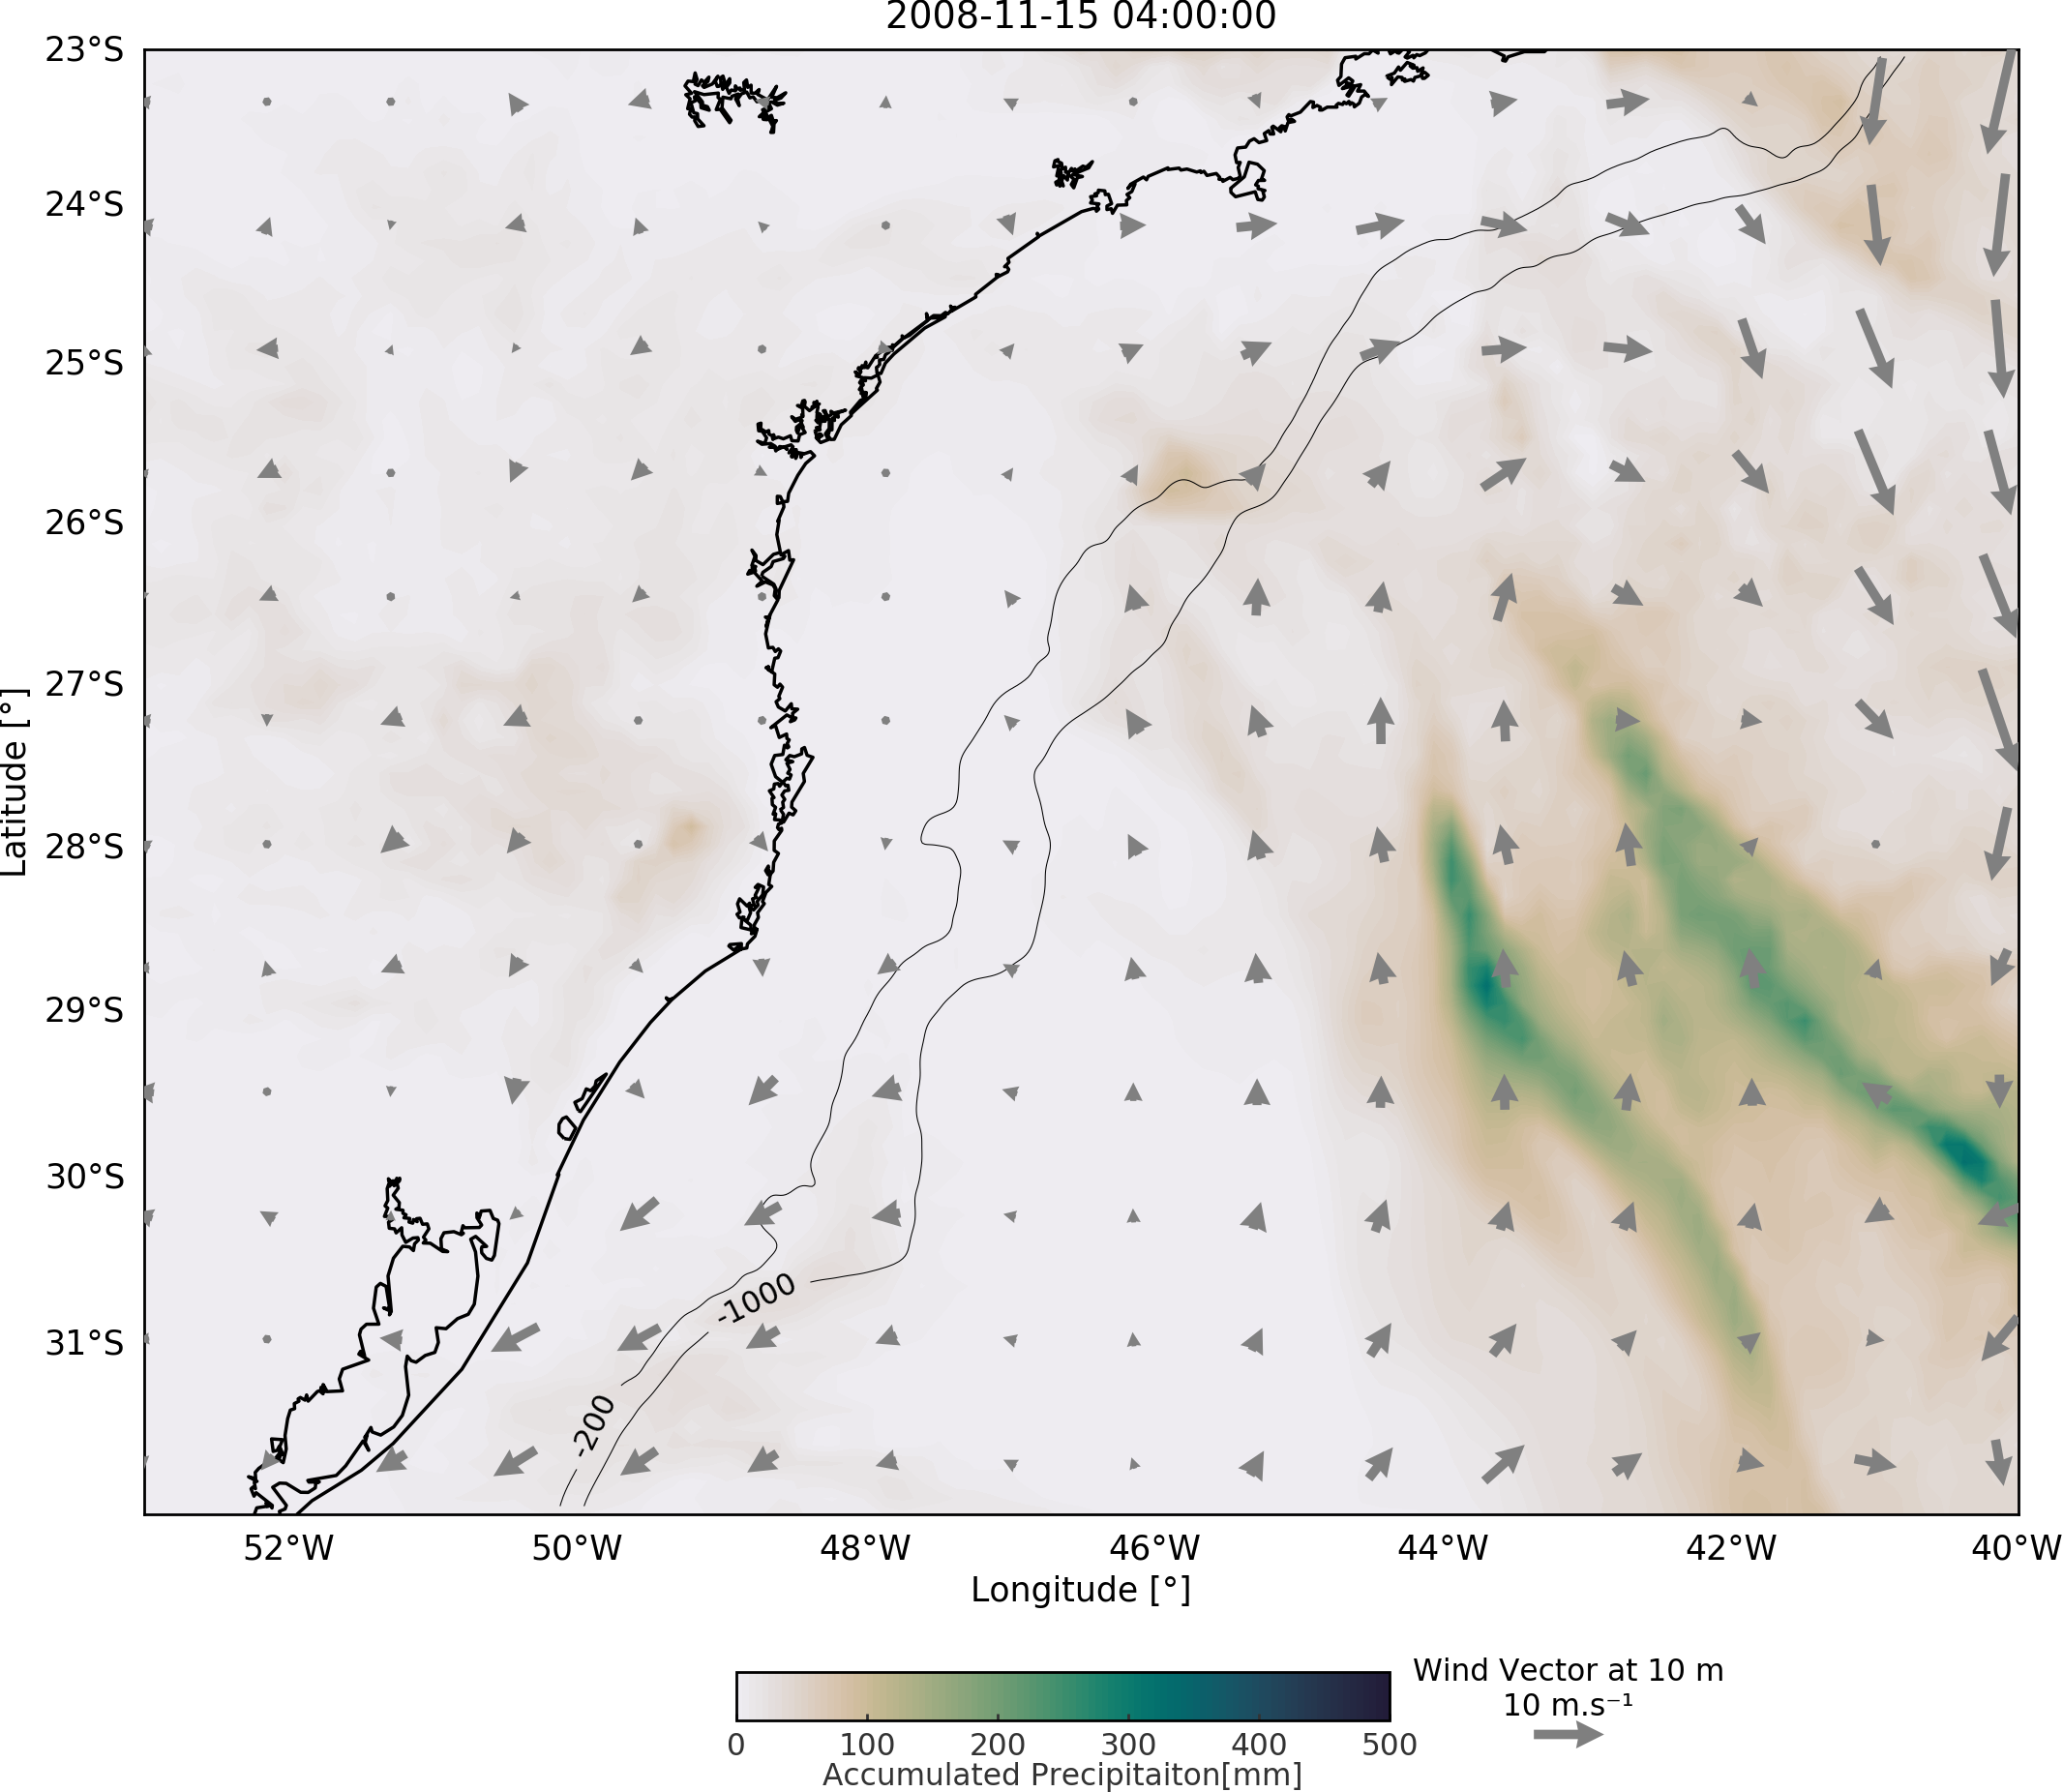 2008-11-15 04:00:00
23°S
24°S
25°S
26°S
27°S
28°S
29°S
30°S
31°S
Latitude [°]
-1000
-200
52°W 50°W 48°W 46°W 44°W 42°W 40°W
Longitude [°]
Wind Vector at 10 m
10 m.s⁻¹
0 100 200 300 400 500
Accumulated Precipitaiton[mm]